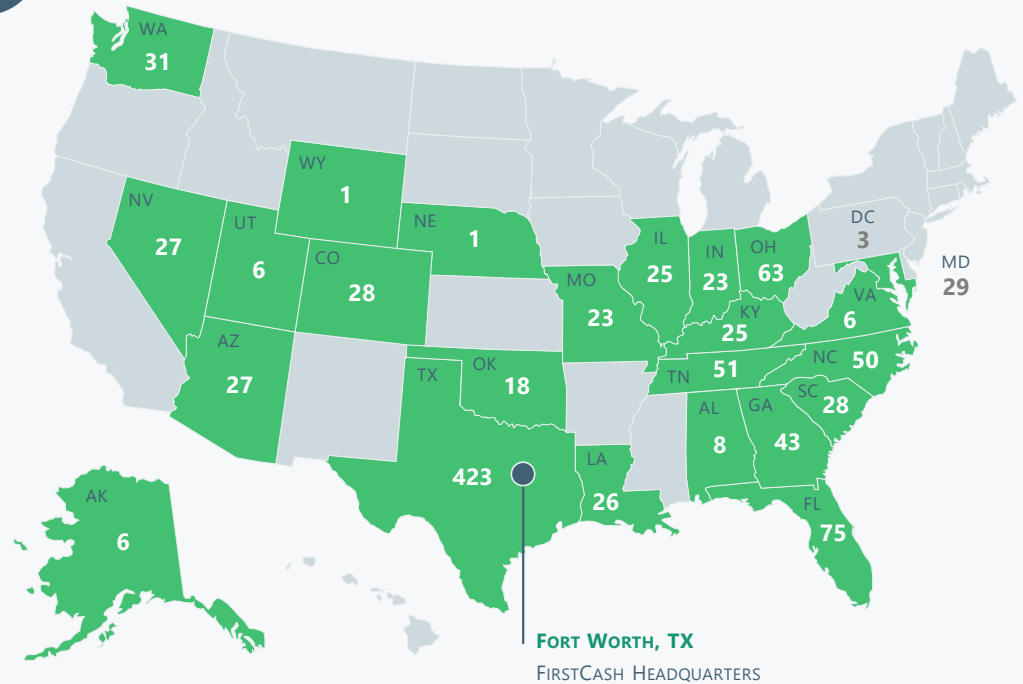 WA
31
WY
1
NV
27
UT
6
NE
1
CO
28
IL
25
IN
23
OH
63
DC
3
MD
29
MO
23
KY
25
VA
6
AZ
27
TX
423
OK
18
TN
51
NC
50
SC
28
AL
8
GA
43
LA
26
FL
75
AK
6
FORT WORTH, TX
FIRSTCASH HEADQUARTERS